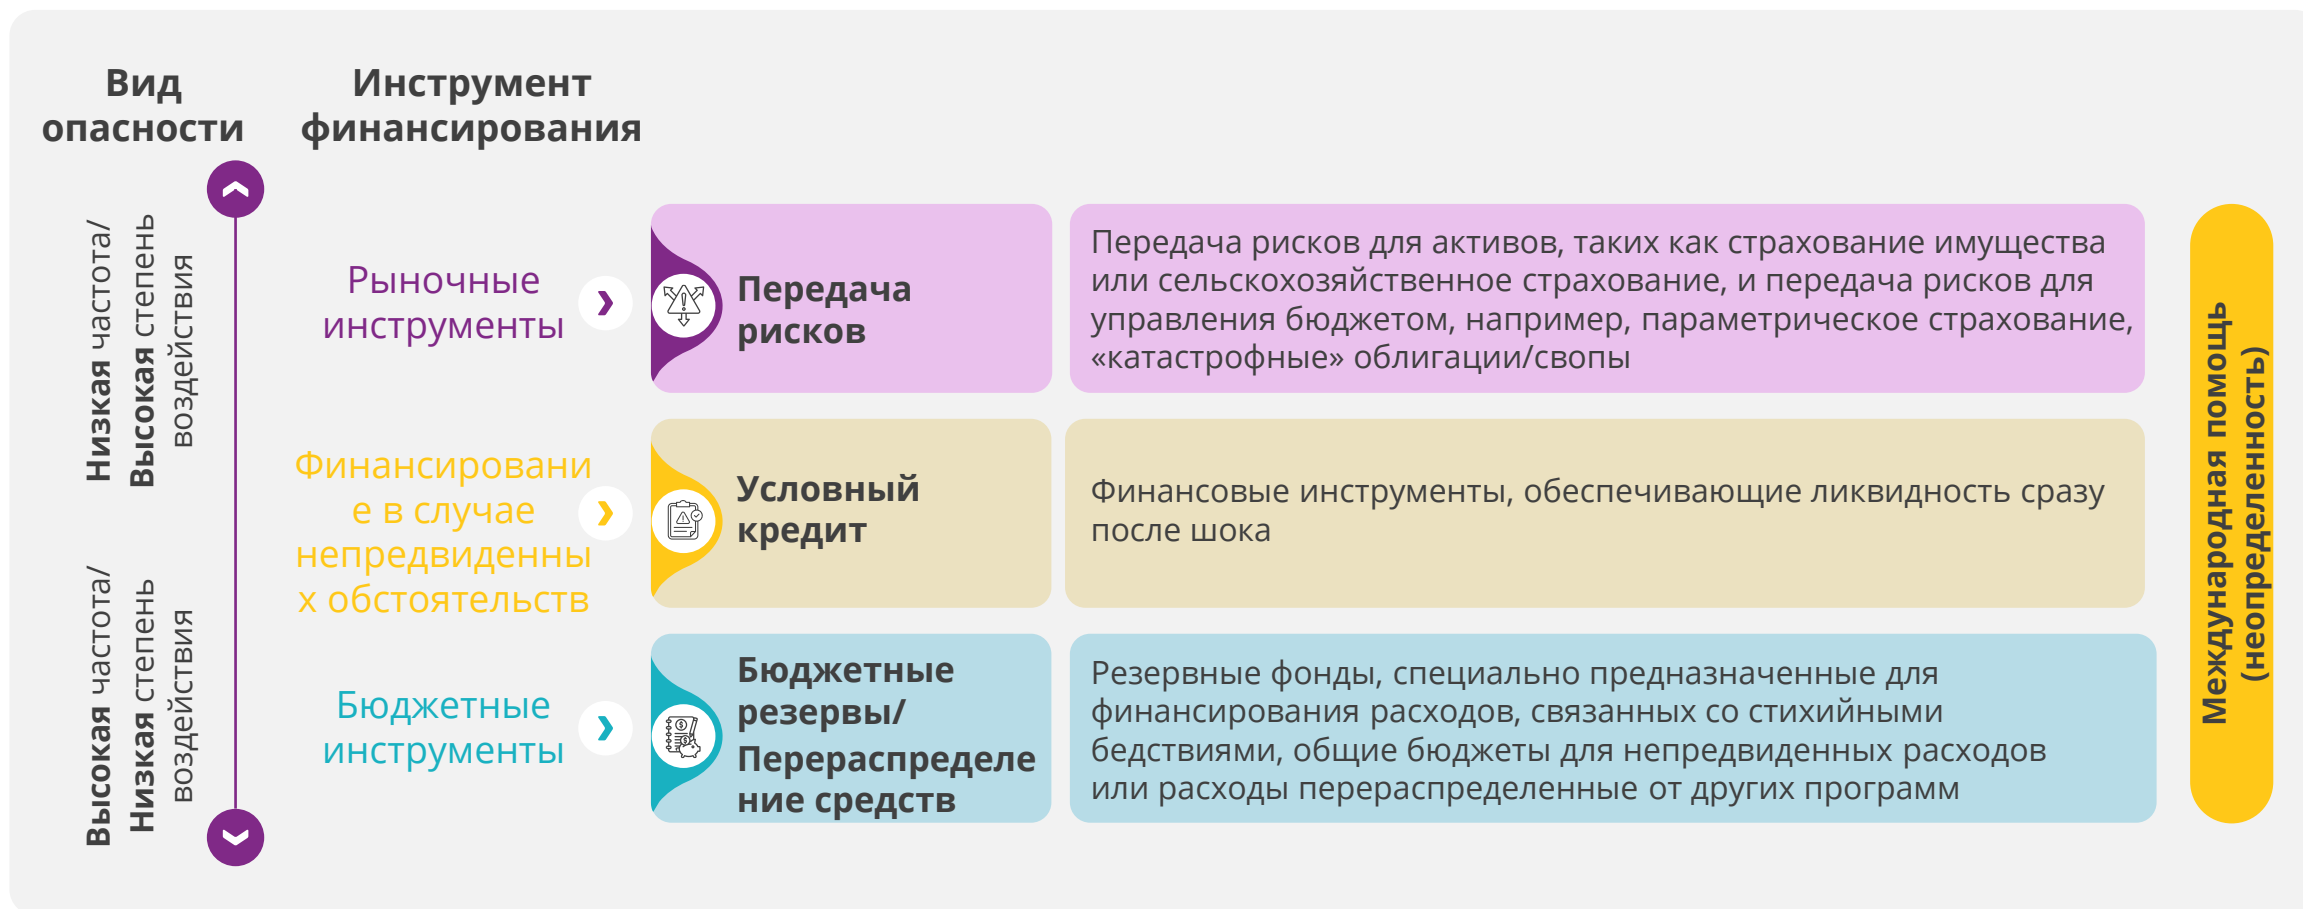 Вид
опасности
Инструмент
финансирования
Низкая частота/
Высокая степень
воздействия
Высокая частота/
Низкая степень
воздействия
Рыночные
инструменты
Передача
рисков
Передача рисков для активов, таких как страхование имущества
или сельскохозяйственное страхование, и передача рисков для
управления бюджетом, например, параметрическое страхование,
«катастрофные» облигации/свопы
Финансировани
е в случае
непредвиденны
х обстоятельств
Условный
кредит
Финансовые инструменты, обеспечивающие ликвидность сразу
после шока
Бюджетные
инструменты
Бюджетные
резервы/
Перераспределе
ние средств
Резервные фонды, специально предназначенные для
финансирования расходов, связанных со стихийными
бедствиями, общие бюджеты для непредвиденных расходов
или расходы перераспределенные от других программ
Международная помощь
(неопределенность)